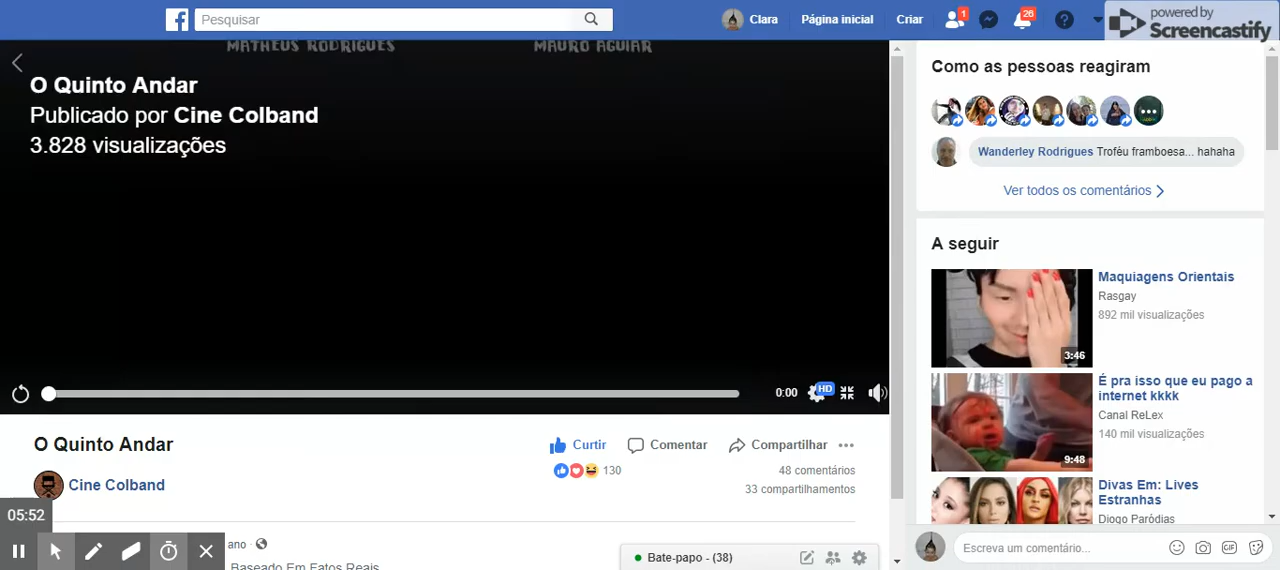 Pesquisar
Clara
Página inicial
Criar
1
26
powered by
Screencastify
MATHEUS RODRIGUES
MAURO AGUIAR
O Quinto Andar
Publicado por Cine Colband
3.828 visualizações
0:00
HD
O Quinto Andar
Curtir
Comentar
Compartilhar
130
48 comentários
33 compartilhamentos
Cine Colband
05:52
ano
Baseado Em Fatos Reais
Bate-papo - (38)
Como as pessoas reagiram
Wanderley Rodrigues Troféu framboesa... hahaha
Ver todos os comentários
A seguir
Maquiagens Orientais
Rasgay
892 mil visualizações
3:46
É pra isso que eu pago a
internet kkkk
Canal ReLex
140 mil visualizações
9:48
Divas Em: Lives
Estranhas
Diogo Paródias
Escreva um comentário...
GIF